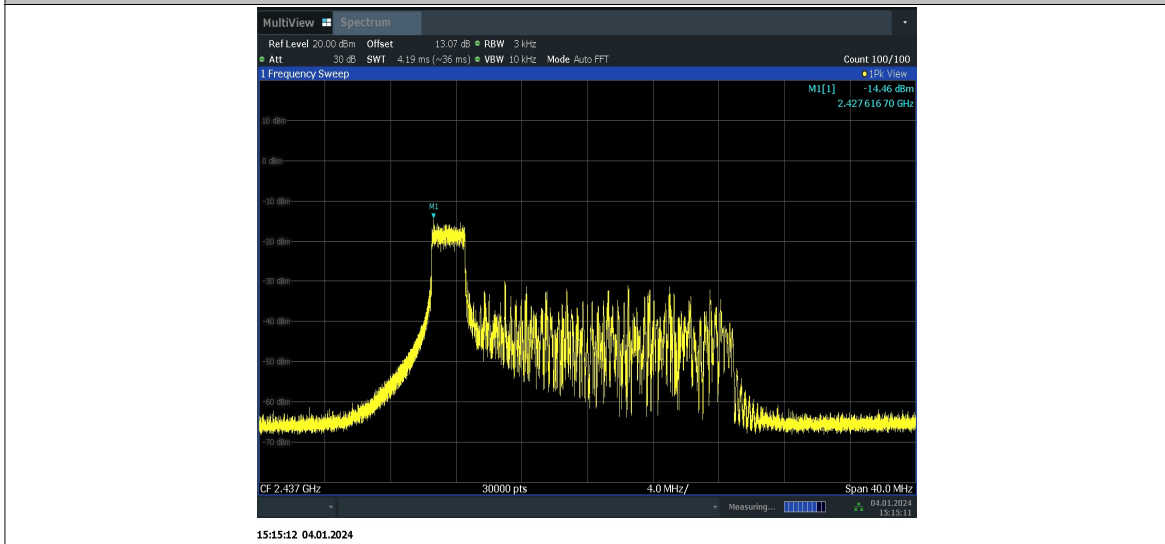 MultiView Spectrum
Ref Level 20.00 dBm Offset 13.07 dB RBW 3 kHz
Att 30 dB SWT 4.19 ms (~36 ms) VBW 10 kHz Mode Auto FFT Count 100/100
1 Frequency Sweep 1Pk View
M1[1] -14.46 dBm
2.427 616 70 GHz
10 dBm
0 dBm
-10 dBm
M1
-20 dBm
-30 dBm
-40 dBm
-50 dBm
-60 dBm
-70 dBm
CF 2.437 GHz 30000 pts 4.0 MHz/ Span 40.0 MHz
Measuring... 04.01.2024
15:15:11
15:15:12 04.01.2024